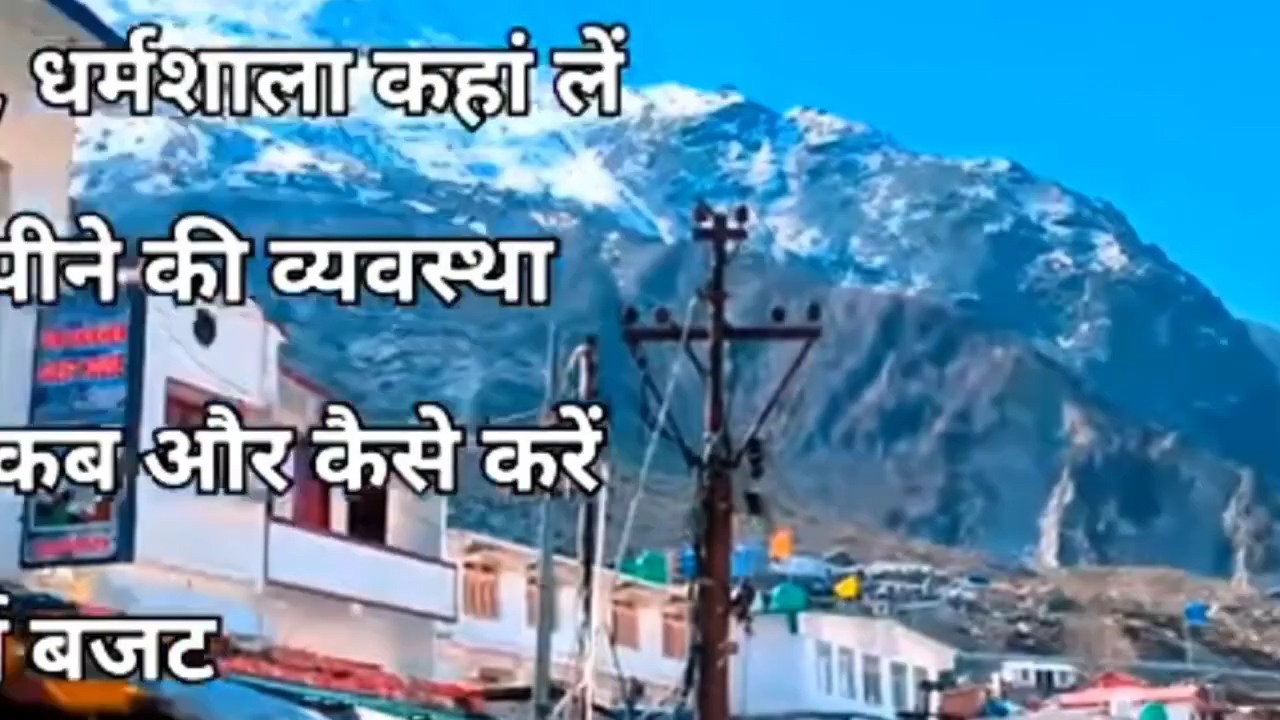 , धर्मशाला कहां लें
पीने की व्यवस्था
कब और कैसे करें
बजट